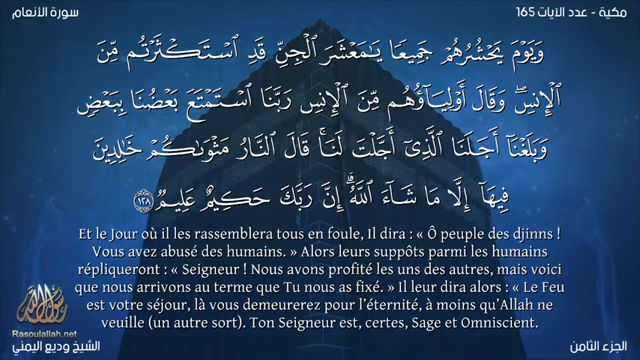 سورة الأنعام
مكية - عدد الآيات 165
وَيَوْمَ يَحْشُرُهُمْ جَمِيعًا يَٰمَعْشَرَ ٱلْجِنِّ قَدِ ٱسْتَكْثَرْتُم مِّنَ
ٱلْإِنسِ ۖ وَقَالَ أَوْلِيَآؤُهُم مِّنَ ٱلْإِنسِ رَبَّنَا ٱسْتَمْتَعَ بَعْضُنَا بِبَعْضٍ
وَبَلَغْنَآ أَجَلَنَا ٱلَّذِىٓ أَجَّلْتَ لَنَا ۚ قَالَ ٱلنَّارُ مَثْوَىٰكُمْ خَٰلِدِينَ
فِيهَآ إِلَّا مَا شَآءَ ٱللَّهُ ۗ إِنَّ رَبَّكَ حَكِيمٌ عَلِيمٌ ١٢٨
Et le Jour où il les rassemblera tous en foule, Il dira : « Ô peuple des djinns !
Vous avez abusé des humains. » Alors leurs suppôts parmi les humains
répliqueront : « Seigneur ! Nous avons profité les uns des autres, mais voici
que nous arrivons au terme que Tu nous as fixé. » Il leur dira alors : « Le Feu
est votre séjour, là vous demeurerez pour l'éternité, à moins qu'Allah ne
veuille (un autre sort). Ton Seigneur est, certes, Sage et Omniscient.
رسول الله
Rasoulallah.net
الشيخ وديع اليمني
الجزء الثامن